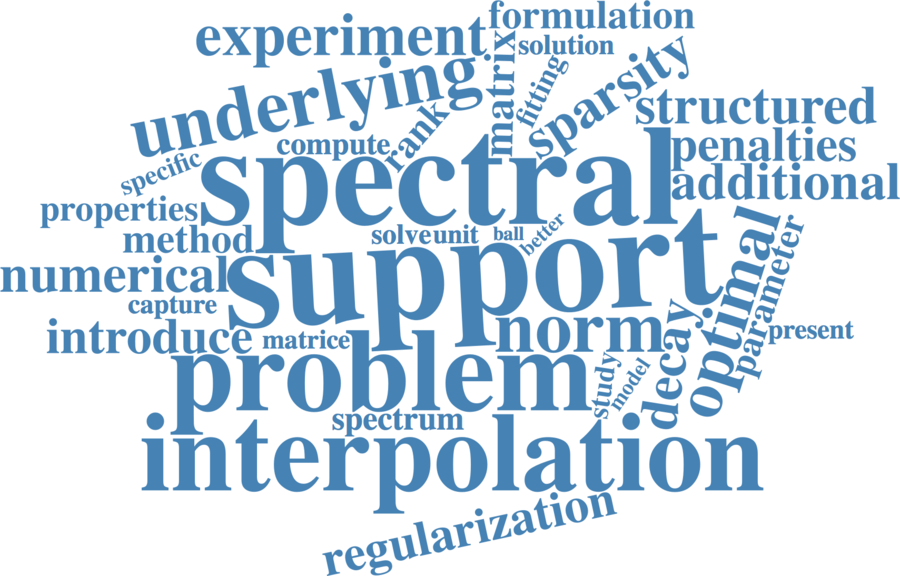 formulation
experiment
solution
matrix
fitting
sparsity
underlying
structured
rank
compute
penalties
specific
spectral
additional
properties
method
solve
unit
ball
better
optimal
parameter
numerical
support
capture
introduce
matrice
norm
decay
present
problem
study
model
spectrum
interpolation
regularization